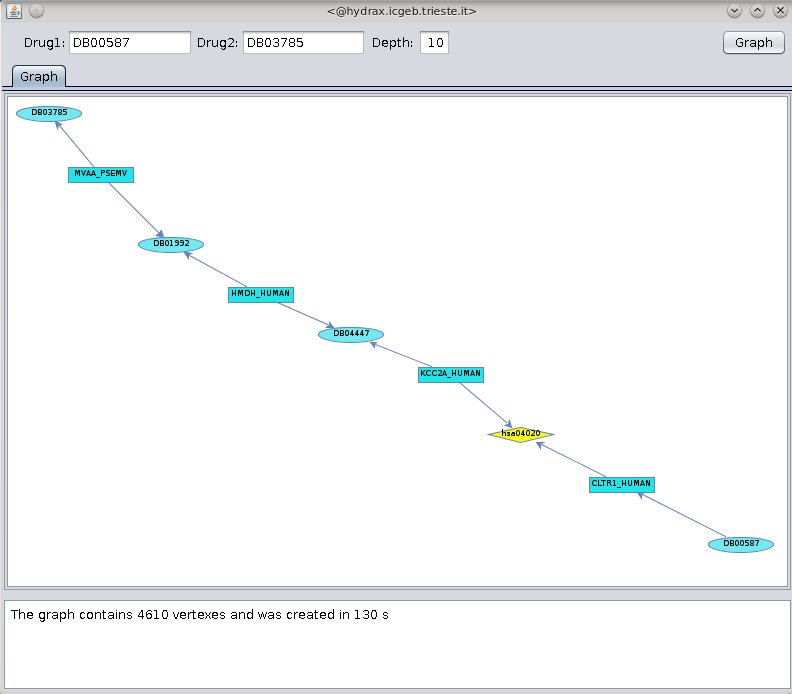 <@hydrax.icgeb.trieste.it>
Drug1: DB00587 Drug2: DB03785 Depth: 10 Graph
Graph
DB03785
MVAA_PSEMV
DB01992
HMDH_HUMAN
DB04447
KCC2A_HUMAN
hsa04020
CLTR1_HUMAN
DB00587
The graph contains 4610 vertexes and was created in 130 s